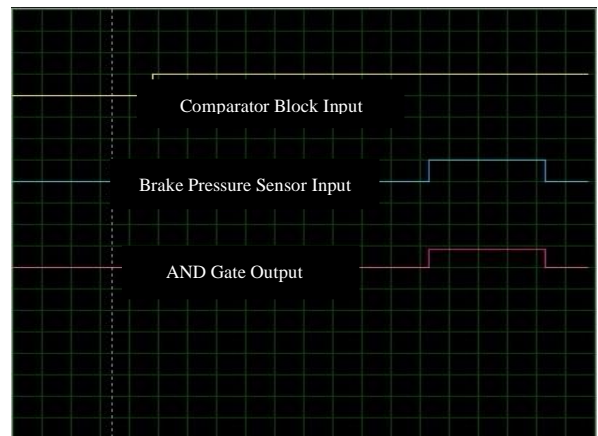 Comparator Block Input
Brake Pressure Sensor Input
AND Gate Output